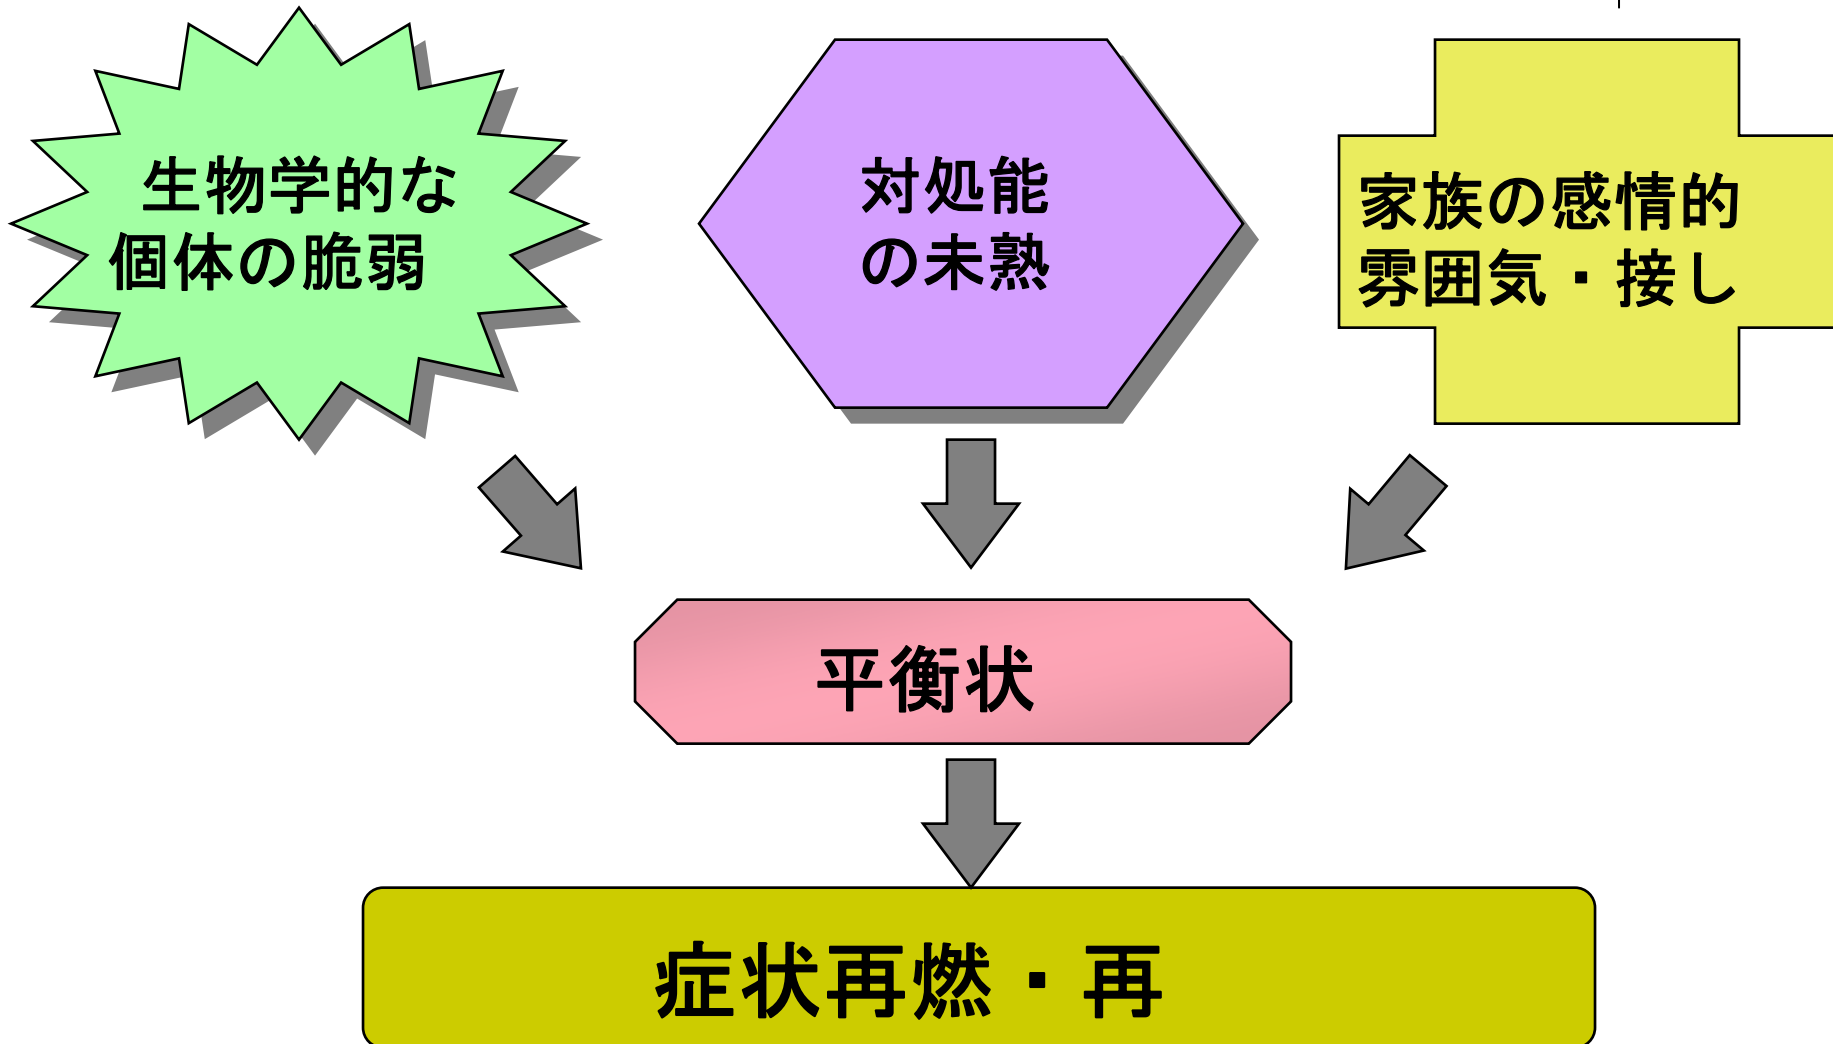 生物学的な
個体の脆弱
対処能
の未熟
家族の感情的
雰囲気・接し
平衡状
症状再燃・再